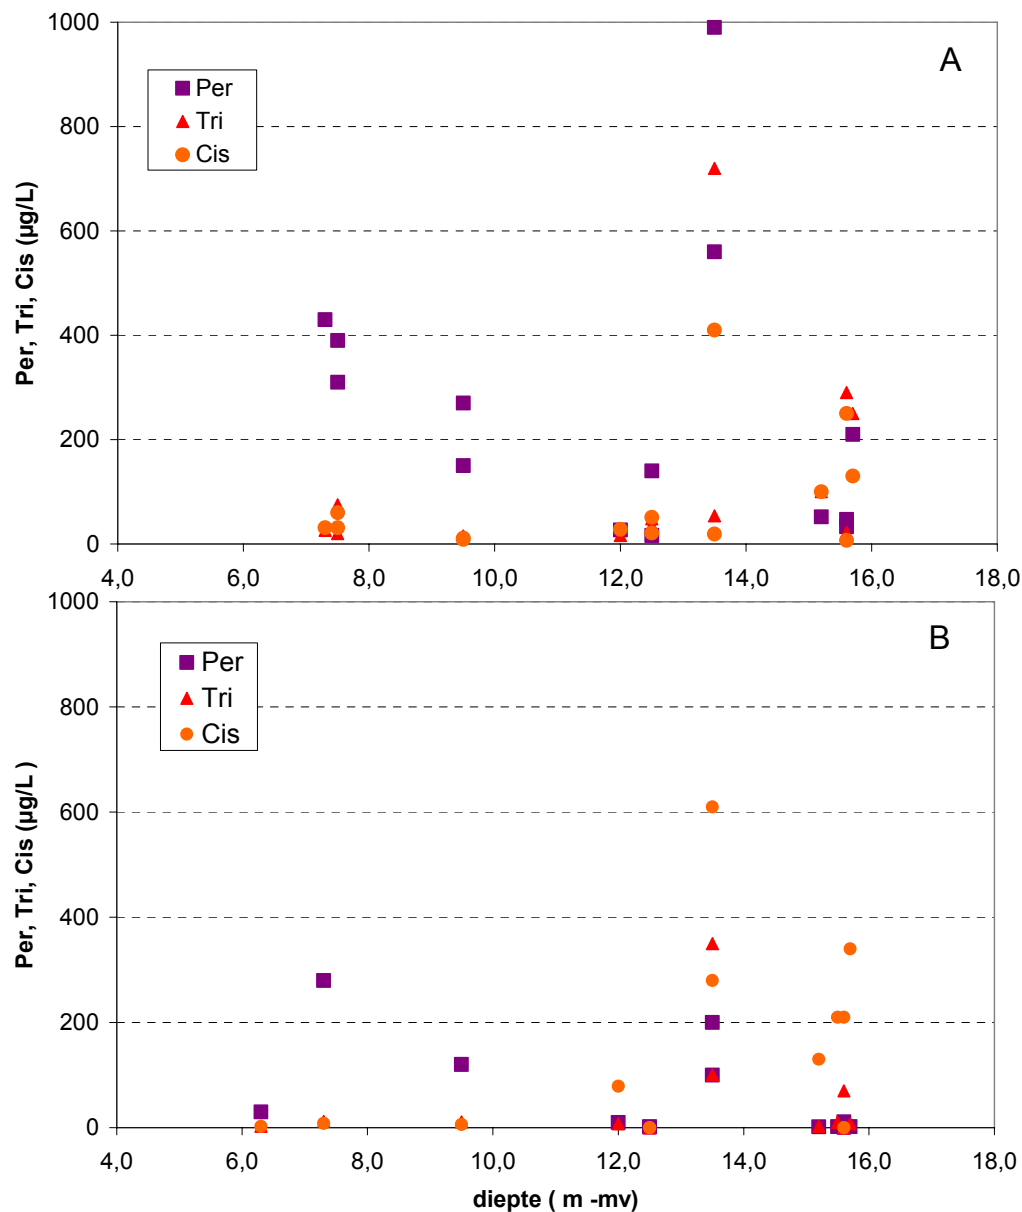 1000
A
Per
Tri
Cis
800
600
400
200
0
Per, Tri, Cis (µg/L)
4,0 6,0 8,0 10,0 12,0 14,0 16,0 18,0
1000
B
Per
Tri
Cis
800
600
400
200
0
Per, Tri, Cis (µg/L )
4,0 6,0 8,0 10,0 12,0 14,0 16,0 18,0
diepte ( m -mv)